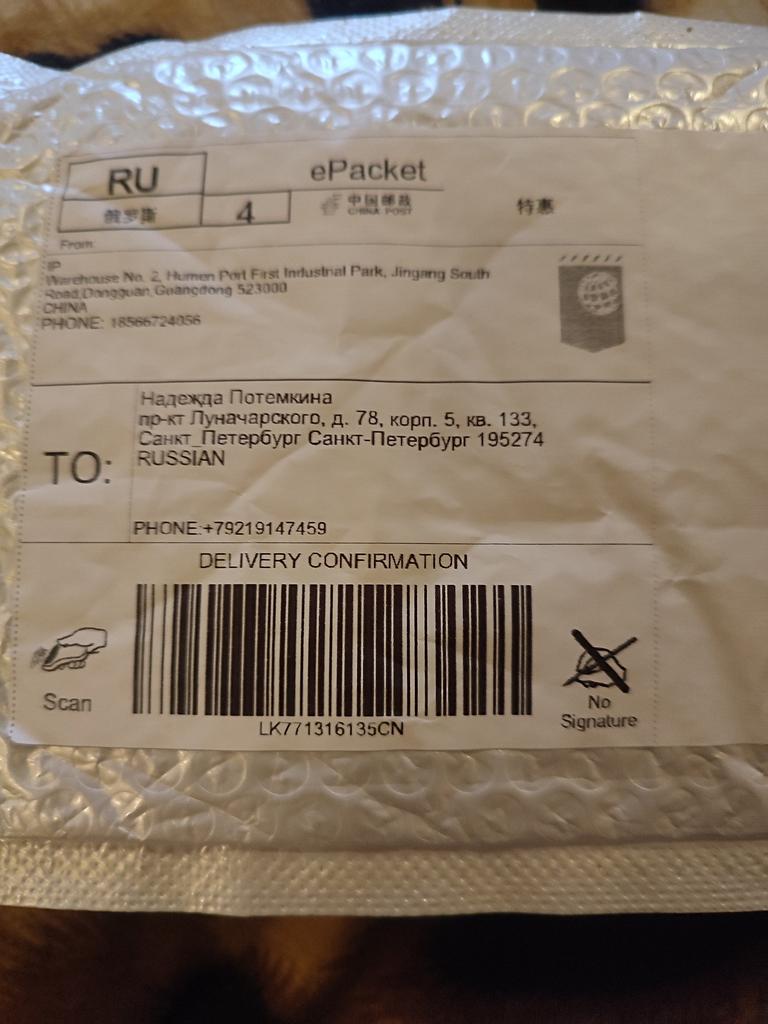 RU
ePacket
俄罗斯
4
中国邮政
CHINA POST
特惠
From:
IP
Warehouse No. 2, Humen Port First Industrial Park, Jingang South
Road,Dongguan,Guangdong 523000
CHINA
PHONE: 18566724056
TO:
Надежда Потемкина
пр-кт Луначарского, д. 78, корп. 5, кв. 133,
Санкт_Петербург Санкт-Петербург 195274
RUSSIAN
PHONE:+79219147459
DELIVERY CONFIRMATION
Scan
LK771316135CN
No
Signature